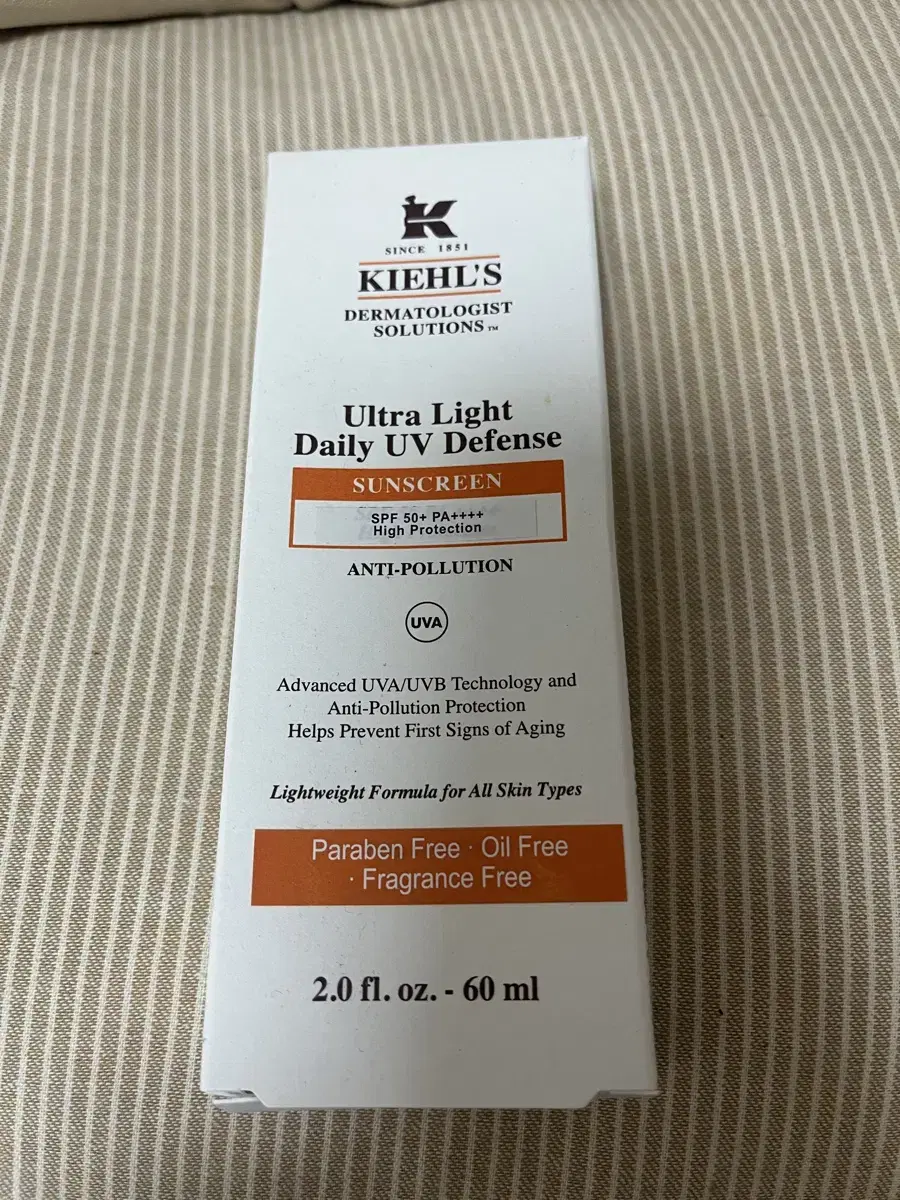 K
SINCE 1851
KIEHL'S
DERMATOLOGIST
SOLUTIONS™
Ultra Light
Daily UV Defense
SUNSCREEN
SPF 50+ PA++++
High Protection
ANTI-POLLUTION
UVA
Advanced UVA/UVB Technology and
Anti-Pollution Protection
Helps Prevent First Signs of Aging
Lightweight Formula for All Skin Types
Paraben Free · Oil Free
· Fragrance Free
2.0 fl. oz. - 60 ml